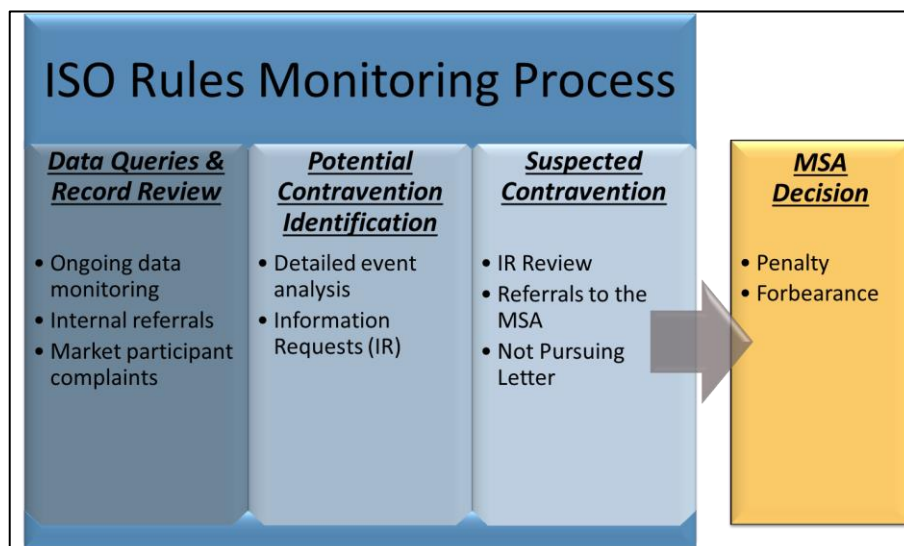 ISO Rules Monitoring Process
Data Queries &
Record Review
• Ongoing data
monitoring
• Internal referrals
• Market participant
complaints
Potential
Contravention
Identification
• Detailed event
analysis
• Information
Requests (IR)
Suspected
Contravention
• IR Review
• Referrals to the
MSA
• Not Pursuing
Letter
MSA
Decision
• Penalty
• Forbearance